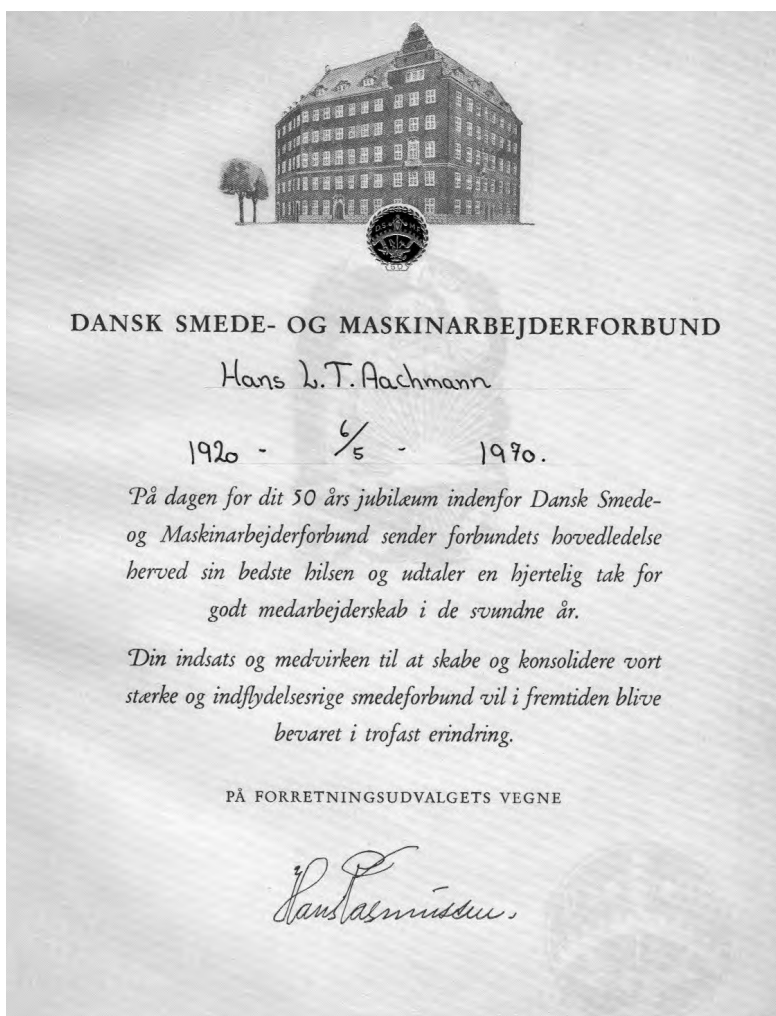 DS MF
50
DANSK SMEDE- OG MASKINARBEJDERFORBUND
Hans L. T. Aachmann
1920 - 6/5 - 1970.
På dagen for dit 50 års jubilæum indenfor Dansk Smede-
og Maskinarbejderforbund sender forbundets hovedledelse
herved sin bedste hilsen og udtaler en hjertelig tak for
godt medarbejderskab i de svundne år.
Din indsats og medvirken til at skabe og konsolidere vort
stærke og indflydelsesrige smedeforbund vil i fremtiden blive
bevaret i trofast erindring.
PÅ FORRETNINGSUDVALGETS VEGNE
Hans Rasmussen.